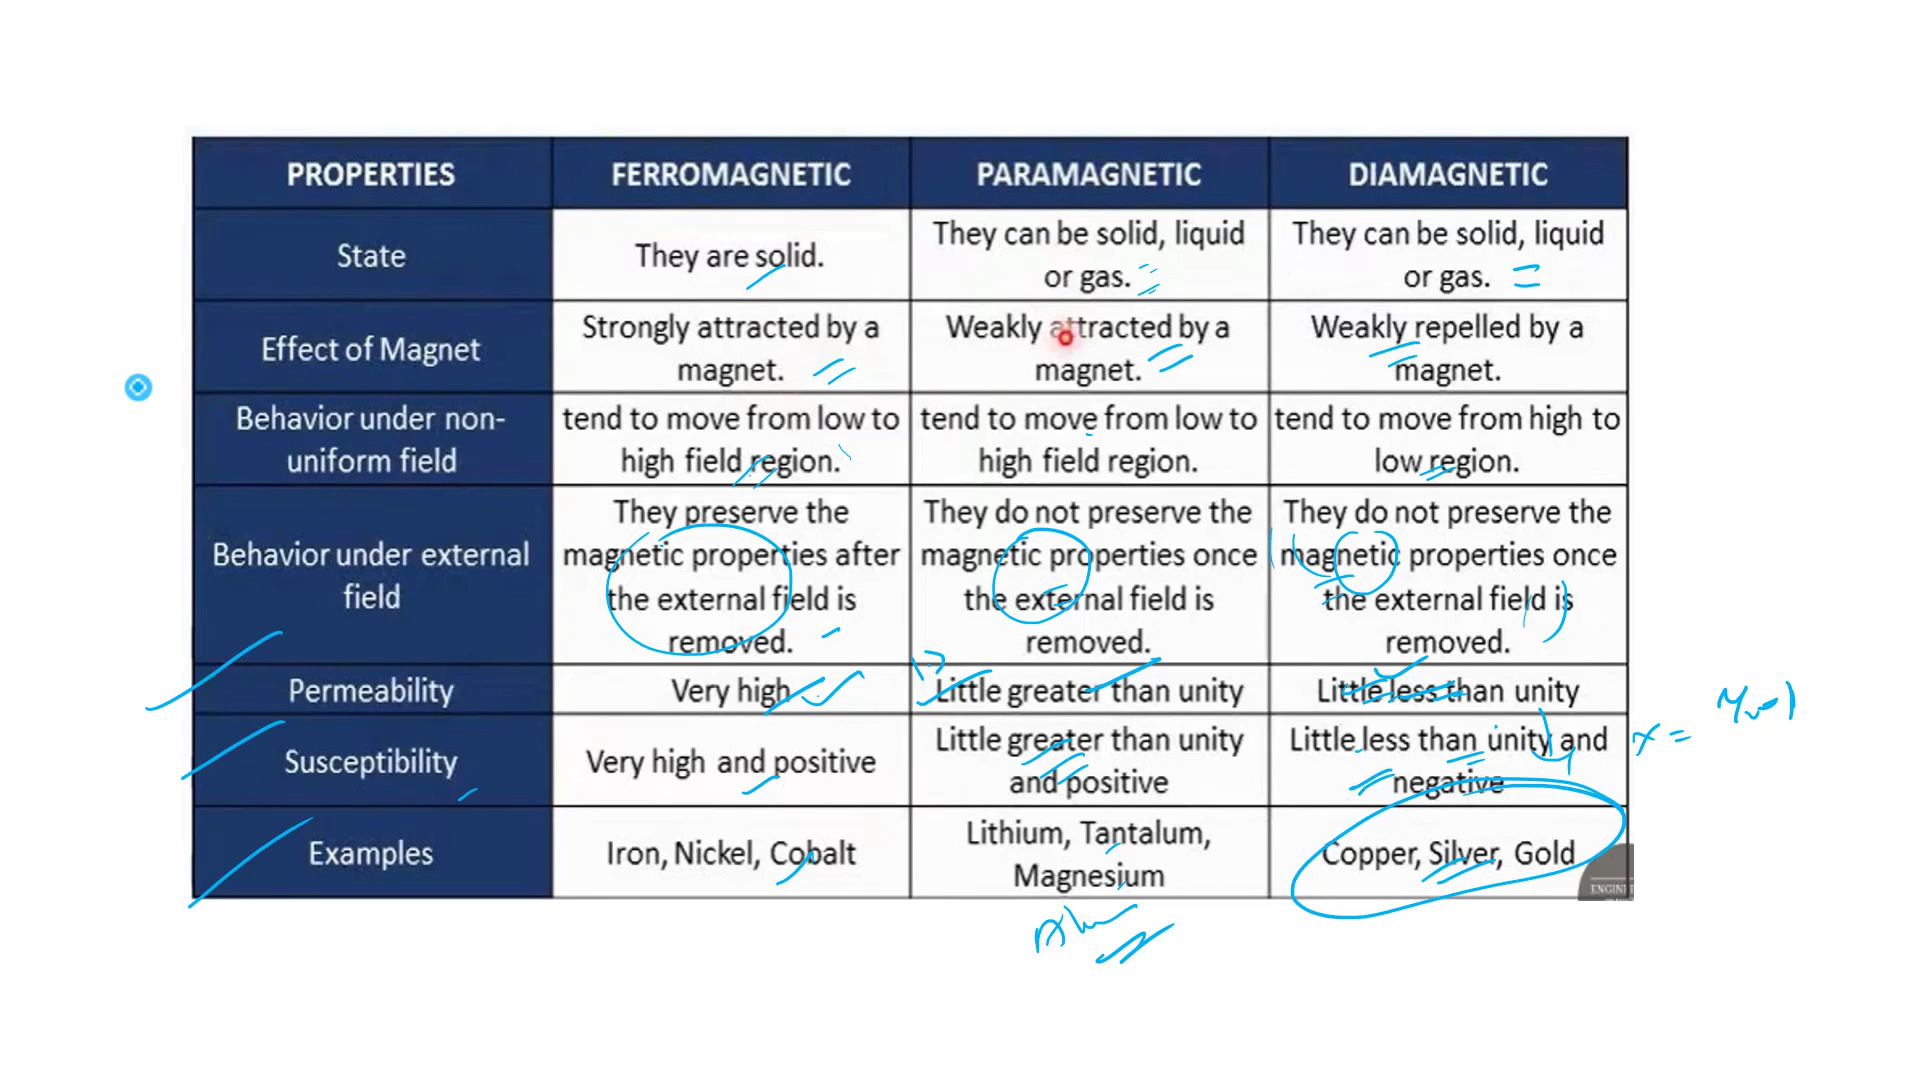 PROPERTIES
FERROMAGNETIC
PARAMAGNETIC
DIAMAGNETIC
State
They are solid.
They can be solid, liquid
or gas.
They can be solid, liquid
or gas.
Effect of Magnet
Strongly attracted by a
magnet.
Weakly attracted by a
magnet.
Weakly repelled by a
magnet.
Behavior under non-
uniform field
tend to move from low to
high field region.
tend to move from low to
high field region.
tend to move from high to
low region.
Behavior under external
field
They preserve the
magnetic properties after
the external field is
removed.
They do not preserve the
magnetic properties once
the external field is
removed.
They do not preserve the
magnetic properties once
the external field is
removed.
Permeability
Very high
Little greater than unity
Little less than unity
Susceptibility
Very high and positive
Little greater than unity
and positive
Little less than unity and
negative
Examples
Iron, Nickel, Cobalt
Lithium, Tantalum,
Magnesium
Copper, Silver, Gold